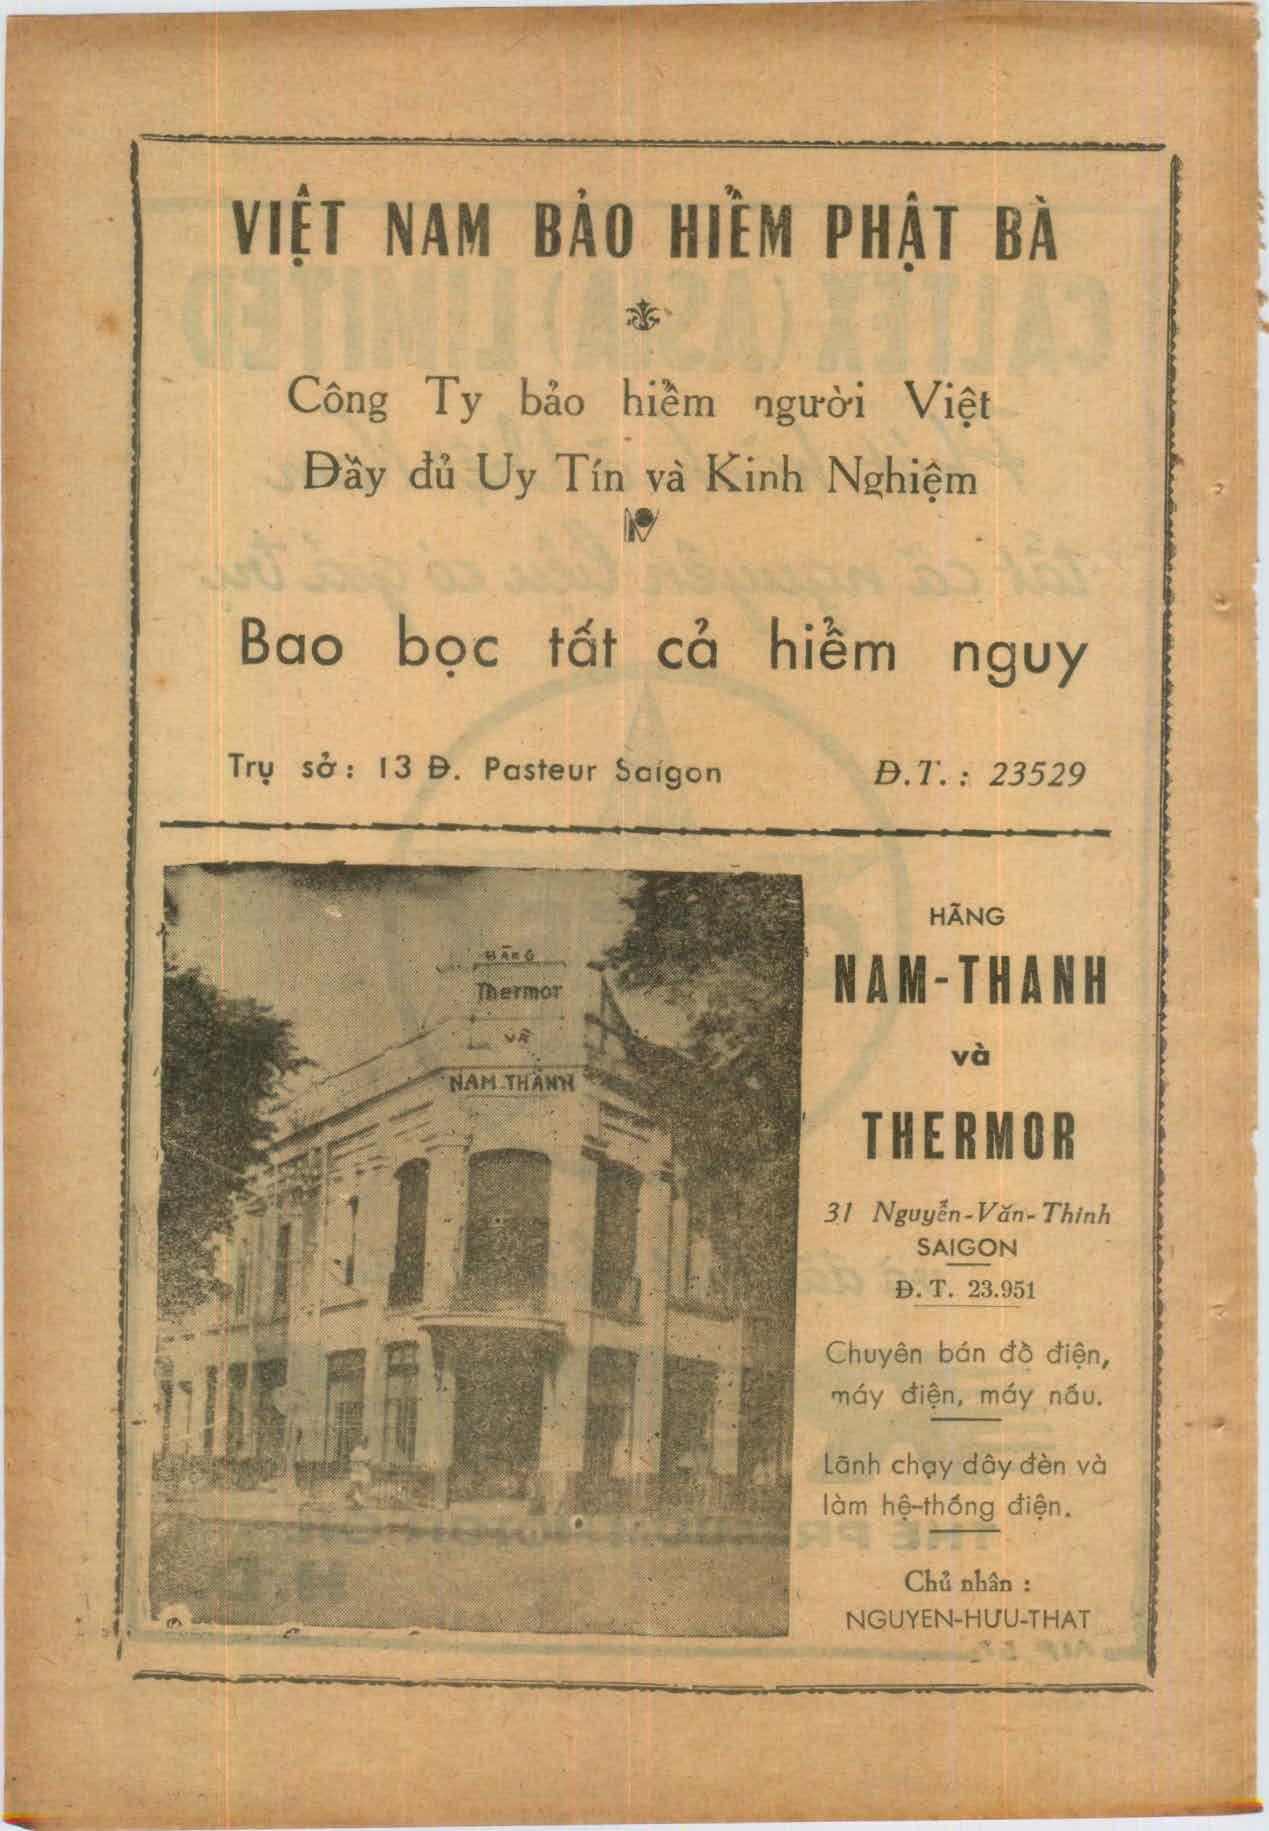 VIỆT NAM BẢO HIỂM PHẬT BÀ
Công Ty bảo hiểm người Việt
Đầy đủ Uy Tín và Kinh Nghiệm
Bao bọc tất cả hiểm nguy
Trụ sở: 13 Đ. Pasteur Saígon Đ.T. : 23529
HÃNG
Thermor
VÀ
NAM.THÀNH
HÃNG
NAM-THANH
và
THERMOR
31 Nguyễn-Văn-Thinh
SAIGON
Đ. T. 23.951
Chuyên bán đồ điện,
máy điện, máy nấu.
Lãnh chạy dây đèn và
làm hệ-thống điện.
Chủ nhân :
NGUYEN-HƯU-THAT